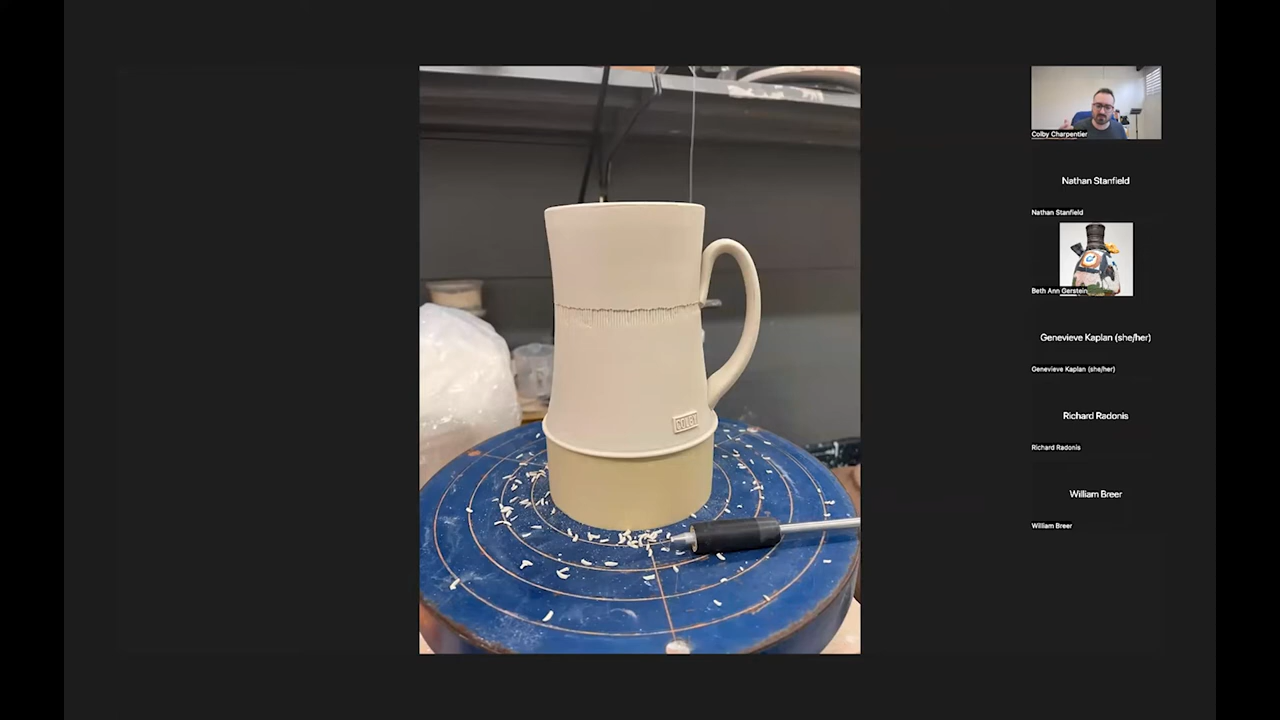 Colby Charpentier
Nathan Stanfield
Nathan Stanfield
Beth Ann Gerstein
Genevieve Kaplan (she/her)
Genevieve Kaplan (she/her)
Richard Radonis
Richard Radonis
William Breer
William Breer